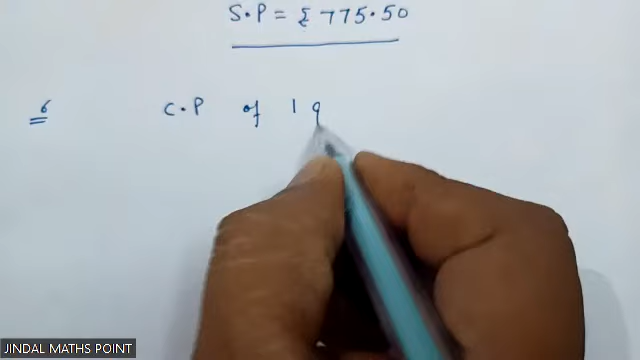 S.P = ₹ 775.50
6 C.P of 1 q
JINDAL MATHS POINT